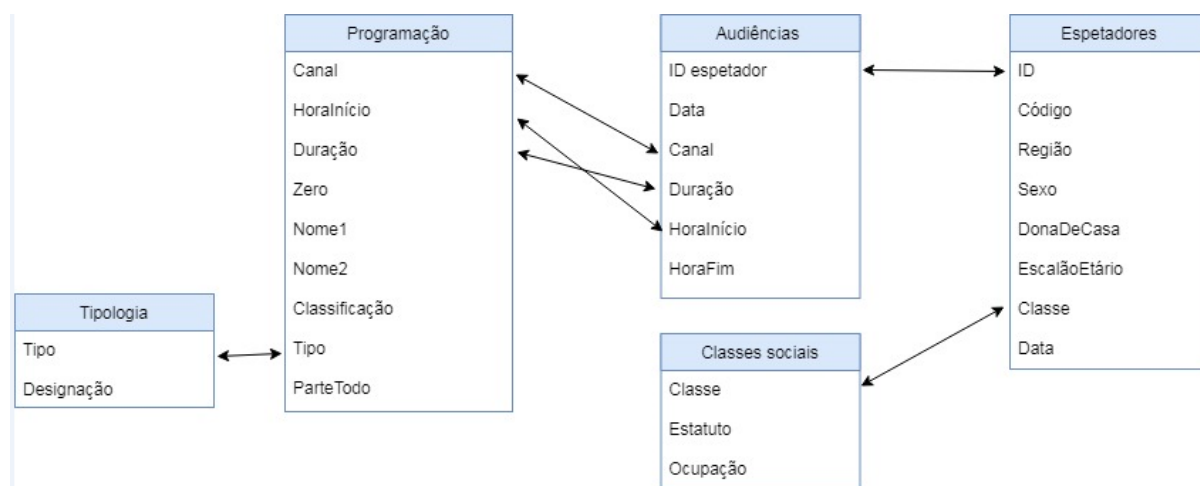 Programação
Canal
HoraInício
Duração
Zero
Nome1
Nome2
Classificação
Tipo
ParteTodo
Tipologia
Tipo
Designação
Audiências
ID espetador
Data
Canal
Duração
HoraInício
HoraFim
Classes sociais
Classe
Estatuto
Ocupação
Espetadores
ID
Código
Região
Sexo
DonaDeCasa
EscalãoEtário
Classe
Data